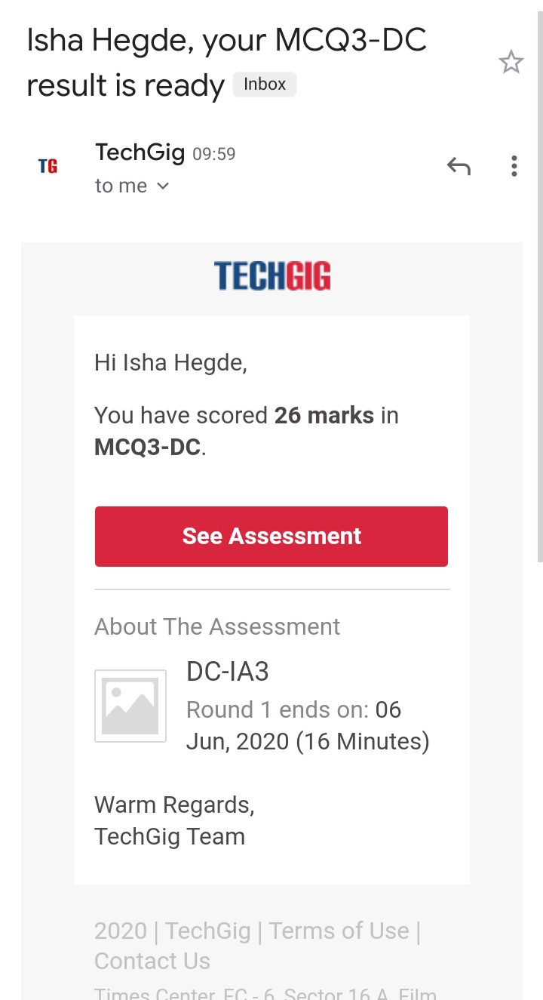 Isha Hegde, your MCQ3-DC
result is ready Inbox
TG
TechGig 09:59
to me
TECHGIG
Hi Isha Hegde,
You have scored 26 marks in
MCQ3-DC.
See Assessment
About The Assessment
DC-IA3
Round 1 ends on: 06
Jun, 2020 (16 Minutes)
Warm Regards,
TechGig Team
2020 | TechGig | Terms of Use |
Contact Us
Times Center, FC - 6, Sector 16 A, Film